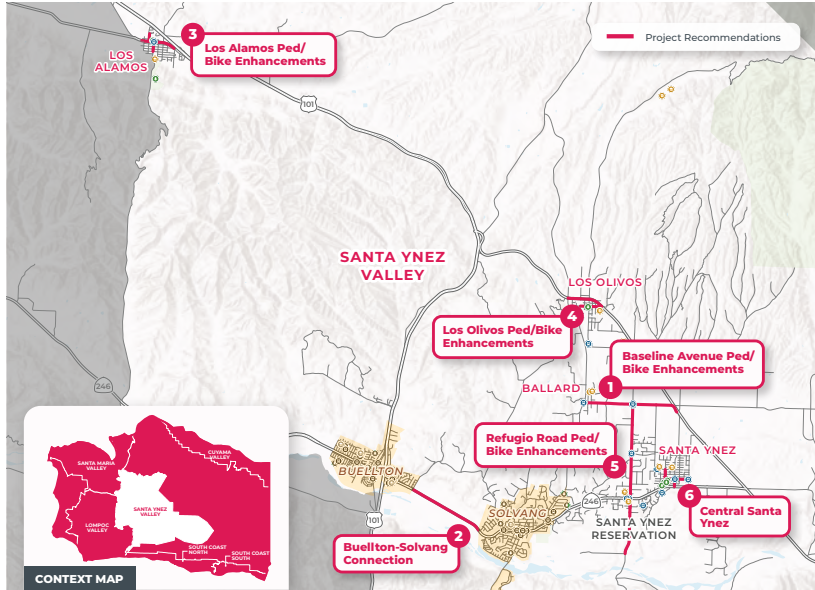 3
Los Alamos Ped/
Bike Enhancements
Project Recommendations
LOS
ALAMOS
101
SANTA YNEZ
VALLEY
LOS OLIVOS
4
Los Olivos Ped/Bike
Enhancements
Baseline Avenue Ped/
Bike Enhancements
1
BALLARD
246
Refugio Road Ped/
Bike Enhancements
5
SANTA YNEZ
BUELLTON
6
Central Santa
Ynez
246
SOLVANG
SANTA YNEZ
RESERVATION
101
2
Buellton-Solvang
Connection
CUYAMA
VALLEY
SANTA MARIA
VALLEY
SANTA YNEZ
VALLEY
LOMPOC
VALLEY
SOUTH COAST
NORTH
SOUTH COAST
SOUTH
CONTEXT MAP